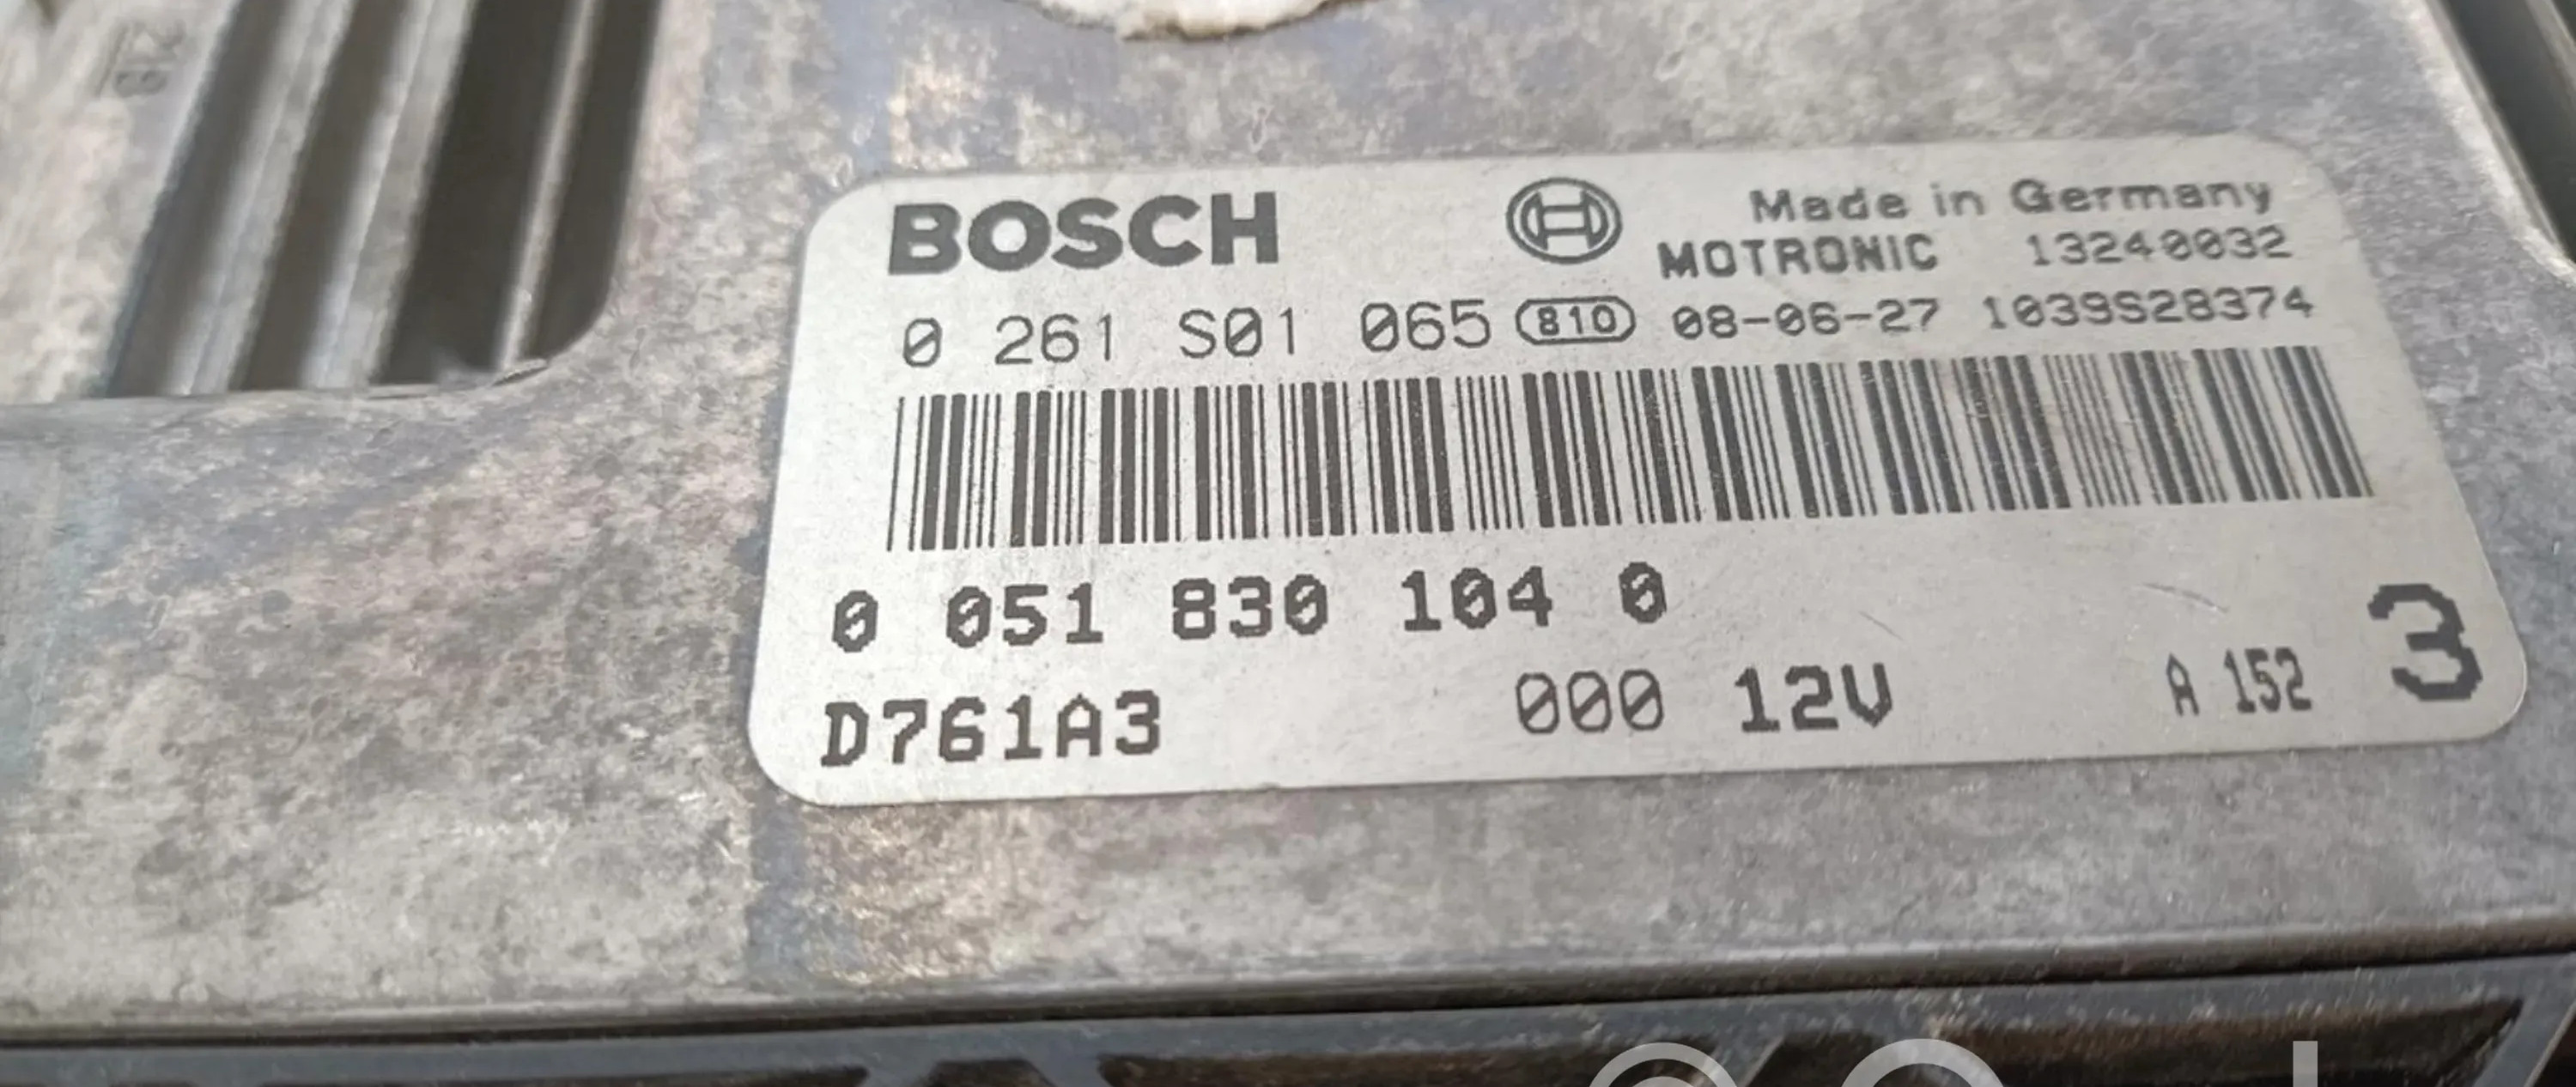 BOSCH
Made in Germany
MOTRONIC 13240032
0 261 S01 065 810 08-06-27 1039S28374
0 051 830 104 0
D761A3 000 12V A 152 3